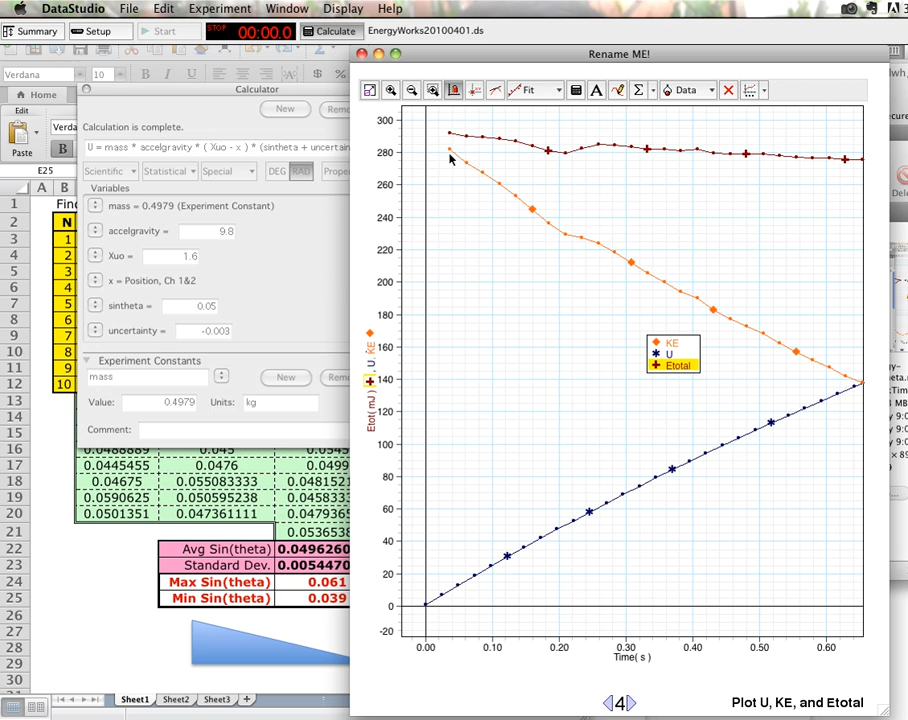 DataStudio File Edit Experiment Window Display Help
Summary Setup Start STOP 00:00.0 Calculate EnergyWorks20100401.ds
Rename ME!
Verdana 10 B I U $ %
Calculator
Home
New
Edit
Calculation is complete.
Paste
B
U = mass * accelgravity * ( Xuo - x ) * (sintheta + uncertain
E25
Scientific Statistical Special DEG RAD
A B
Variables
mass = 0.4979 (Experiment Constant)
accelgravity = 9.8
Xuo = 1.6
x = Position, Ch 1&2
sintheta = 0.05
uncertainty = -0.003
Experiment Constants
mass New
Value: 0.4979 Units: kg
Comment:
1
2 N
3 1
4 2
5 3
6 4
7 5
8 6
9 7
10 8
11 9
12 10
13
14
15
16 0.0488889 0.045
17 0.0445455 0.0476 0.0499
18 0.04675 0.055083333 0.0481521
19 0.0590625 0.050595238 0.0458333
20 0.0501351 0.047361111 0.0479365
21 0.0536538
22 Avg Sin(theta) 0.0496260
23 Standard Dev. 0.0054470
24 Max Sin(theta) 0.061
25 Min Sin(theta) 0.039
26
27
28
29
30
Sheet1 Sheet2 Sheet3 +
Fit A Σ Data
300
280
260
240
220
200
180
160
140
120
100
80
60
40
20
0
-20
Etot( mJ ) , U, KE
KE
U
Etotal
0.00 0.10 0.20 0.30 0.40 0.50 0.60
Time( s )
4
Plot U, KE, and Etotal